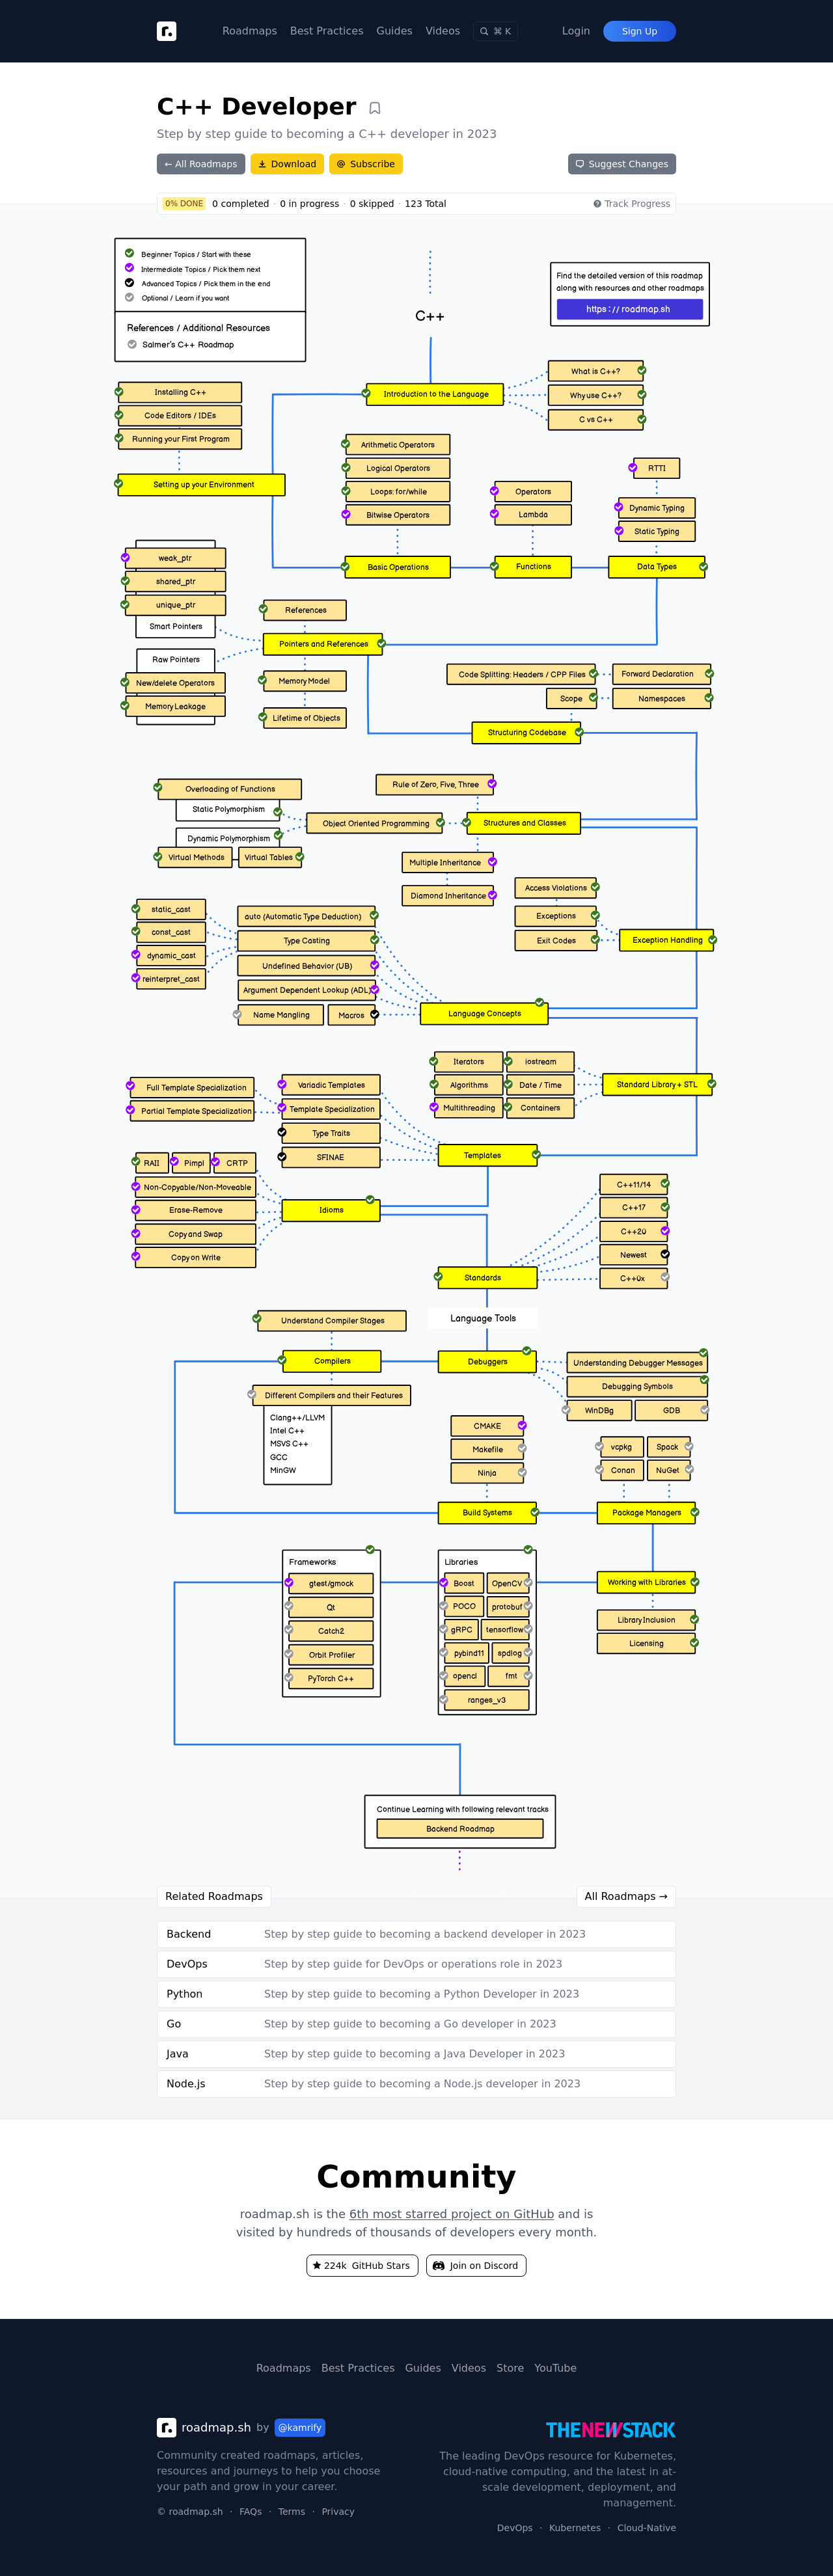 Roadmaps Best Practices Guides Videos ⌘ K Login Sign Up
C++ Developer
Step by step guide to becoming a C++ developer in 2023
← All Roadmaps Download Subscribe Suggest Changes
0% DONE 0 completed · 0 in progress · 0 skipped · 123 Total Track Progress
Beginner Topics / Start with these
Intermediate Topics / Pick them next
Advanced Topics / Pick them in the end
Optional / Learn if you want
References / Additional Resources
Salmer's C++ Roadmap
C++
Find the detailed version of this roadmap
along with resources and other roadmaps
https://roadmap.sh
Introduction to the Language
What is C++?
Why use C++?
C vs C++
Installing C++
Code Editors / IDEs
Running your First Program
Setting up your Environment
Arithmetic Operators
Logical Operators
Loops: for/while
Bitwise Operators
Basic Operations
Operators
Lambda
Functions
RTTI
Dynamic Typing
Static Typing
Data Types
weak_ptr
shared_ptr
unique_ptr
Smart Pointers
Raw Pointers
New/delete Operators
Memory Leakage
References
Pointers and References
Memory Model
Lifetime of Objects
Code Splitting: Headers / CPP Files
Forward Declaration
Scope
Namespaces
Structuring Codebase
Rule of Zero, Five, Three
Overloading of Functions
Static Polymorphism
Dynamic Polymorphism
Virtual Methods
Virtual Tables
Object Oriented Programming
Structures and Classes
Multiple Inheritance
Diamond Inheritance
Access Violations
Exceptions
Exit Codes
Exception Handling
static_cast
const_cast
dynamic_cast
reinterpret_cast
auto (Automatic Type Deduction)
Type Casting
Undefined Behavior (UB)
Argument Dependent Lookup (ADL)
Name Mangling
Macros
Language Concepts
Iterators
iostream
Algorithms
Date / Time
Multithreading
Containers
Standard Library + STL
Full Template Specialization
Partial Template Specialization
Variadic Templates
Template Specialization
Type Traits
SFINAE
Templates
RAII
Pimpl
CRTP
Non-Copyable/Non-Moveable
Erase-Remove
Copy and Swap
Copy on Write
Idioms
C++11/14
C++17
C++20
Newest
C++0x
Standards
Language Tools
Understand Compiler Stages
Compilers
Different Compilers and their Features
Clang++/LLVM
Intel C++
MSVS C++
GCC
MinGW
Debuggers
Understanding Debugger Messages
Debugging Symbols
WinDBg
GDB
CMAKE
Makefile
Ninja
Build Systems
vcpkg
Spack
Conan
NuGet
Package Managers
Frameworks
gtest/gmock
Qt
Catch2
Orbit Profiler
PyTorch C++
Libraries
Boost
OpenCV
POCO
protobuf
gRPC
tensorflow
pybind11
spdlog
opencl
fmt
ranges_v3
Working with Libraries
Library Inclusion
Licensing
Continue Learning with following relevant tracks
Backend Roadmap
Related Roadmaps All Roadmaps →
Backend Step by step guide to becoming a backend developer in 2023
DevOps Step by step guide for DevOps or operations role in 2023
Python Step by step guide to becoming a Python Developer in 2023
Go Step by step guide to becoming a Go developer in 2023
Java Step by step guide to becoming a Java Developer in 2023
Node.js Step by step guide to becoming a Node.js developer in 2023
Community
roadmap.sh is the 6th most starred project on GitHub and is
visited by hundreds of thousands of developers every month.
224k GitHub Stars Join on Discord
Roadmaps Best Practices Guides Videos Store YouTube
roadmap.sh by @kamrify
Community created roadmaps, articles,
resources and journeys to help you choose
your path and grow in your career.
© roadmap.sh · FAQs · Terms · Privacy
THENEWSTACK
The leading DevOps resource for Kubernetes,
cloud-native computing, and the latest in at-
scale development, deployment, and
management.
DevOps · Kubernetes · Cloud-Native